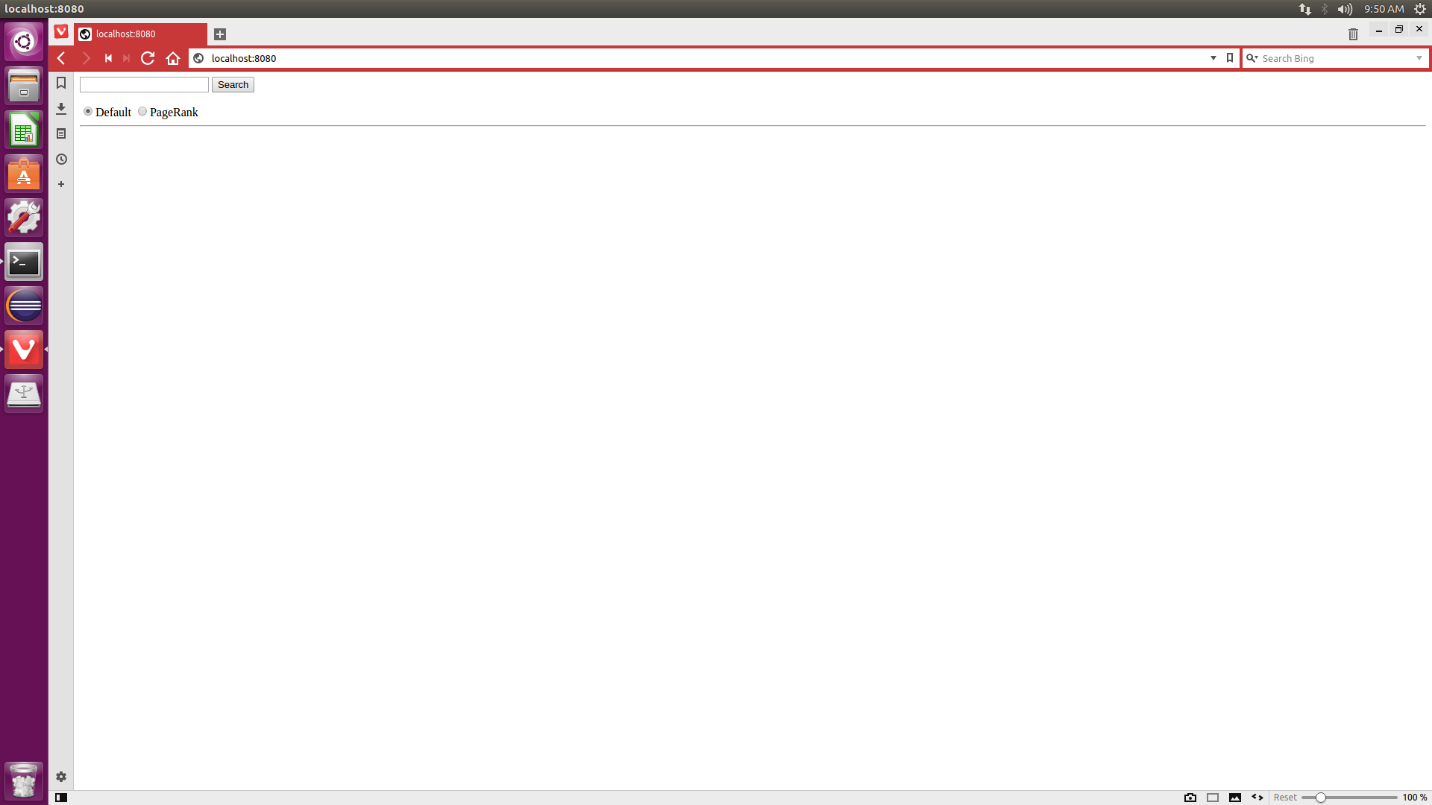 localhost:8080
9:50 AM
localhost:8080
localhost:8080
Search Bing
Search
Default PageRank
Reset
100 %